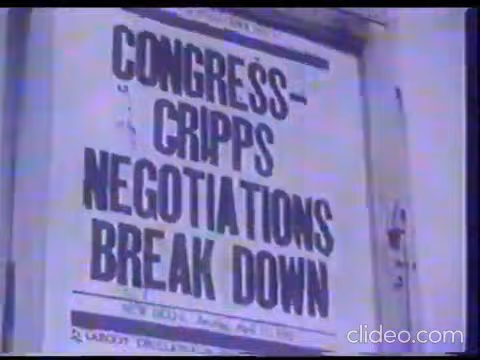 CONGRESS-
CRIPPS
NEGOTIATIONS
BREAK DOWN
NEW DELHI,
clideo.com